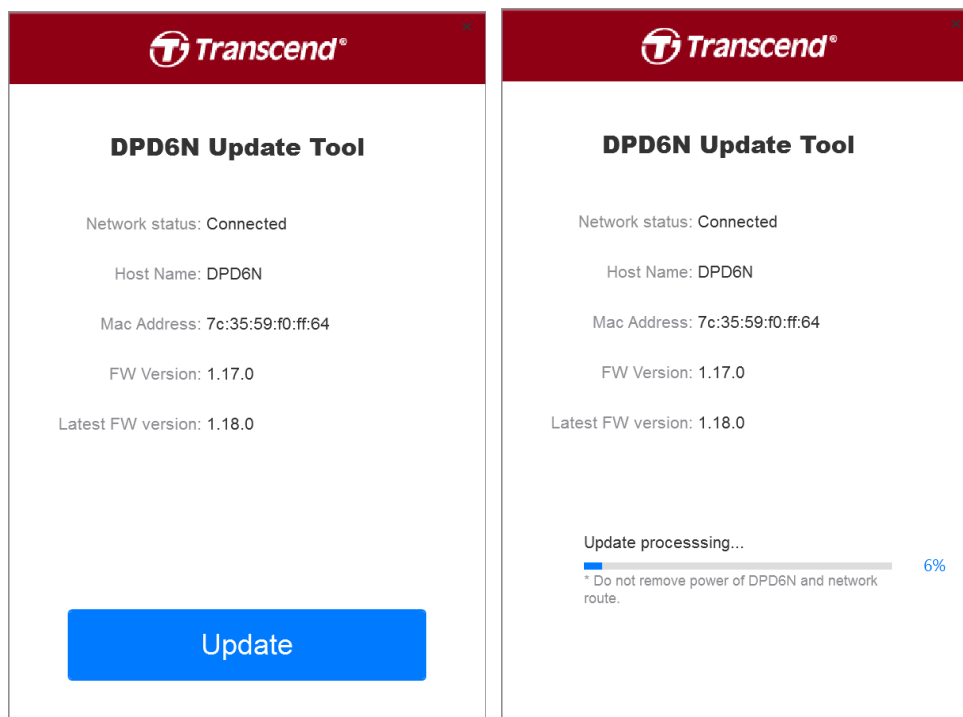 Transcend®
DPD6N Update Tool
Network status: Connected
Host Name: DPD6N
Mac Address: 7c:35:59:f0:ff:64
FW Version: 1.17.0
Latest FW version: 1.18.0
Update
Transcend®
DPD6N Update Tool
Network status: Connected
Host Name: DPD6N
Mac Address: 7c:35:59:f0:ff:64
FW Version: 1.17.0
Latest FW version: 1.18.0
Update processsing...
6%
* Do not remove power of DPD6N and network
route.